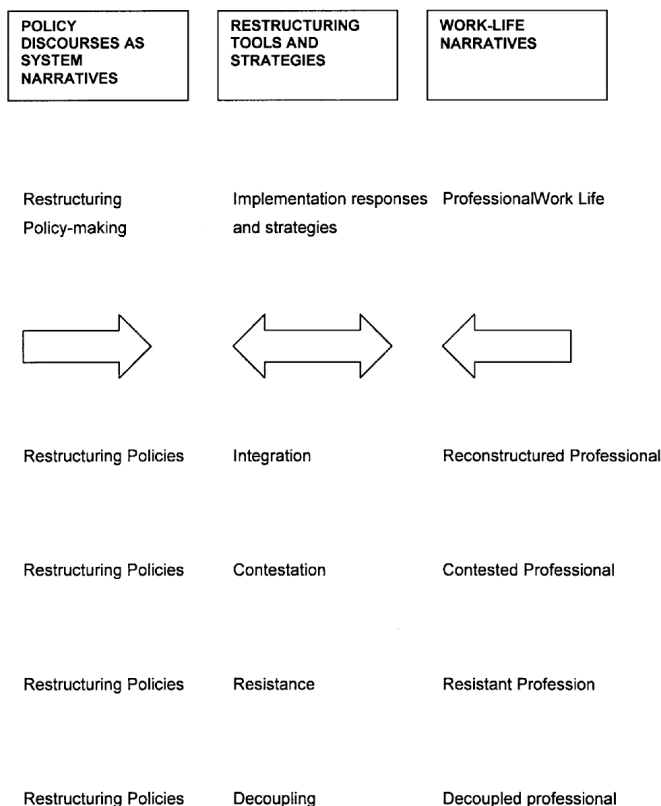 POLICY
DISCOURSES AS
SYSTEM
NARRATIVES
RESTRUCTURING
TOOLS AND
STRATEGIES
WORK-LIFE
NARRATIVES
Restructuring
Policy-making
Implementation responses
and strategies
ProfessionalWork Life
Restructuring Policies
Integration
Reconstructured Professional
Restructuring Policies
Contestation
Contested Professional
Restructuring Policies
Resistance
Resistant Profession
Restructuring Policies
Decoupling
Decoupled professional